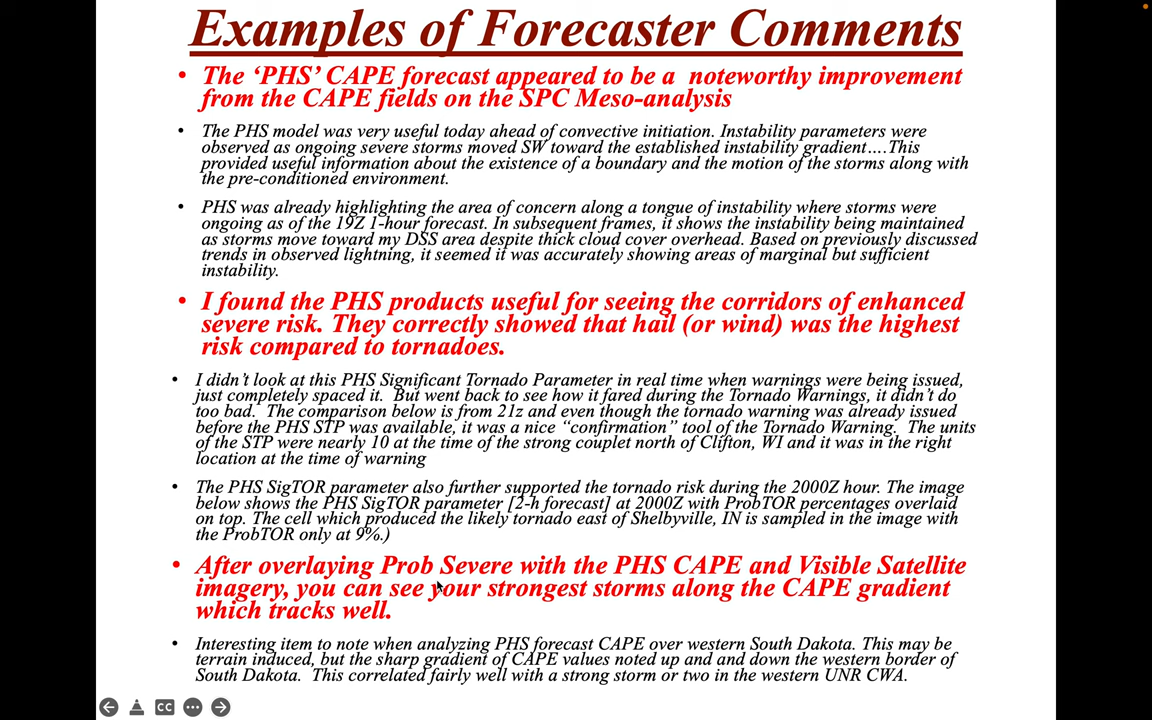 Examples of Forecaster Comments
• The ‘PHS’ CAPE forecast appeared to be a noteworthy improvement
from the CAPE fields on the SPC Meso-analysis
• The PHS model was very useful today ahead of convective initiation. Instability parameters were
observed as ongoing severe storms moved SW toward the established instability gradient….This
provided useful information about the existence of a boundary and the motion of the storms along with
the pre-conditioned environment.
• PHS was already highlighting the area of concern along a tongue of instability where storms were
ongoing as of the 19Z 1-hour forecast. In subsequent frames, it shows the instability being maintained
as storms move toward my DSS area despite thick cloud cover overhead. Based on previously discussed
trends in observed lightning, it seemed it was accurately showing areas of marginal but sufficient
instability.
• I found the PHS products useful for seeing the corridors of enhanced
severe risk. They correctly showed that hail (or wind) was the highest
risk compared to tornadoes.
• I didn’t look at this PHS Significant Tornado Parameter in real time when warnings were being issued,
just completely spaced it. But went back to see how it fared during the Tornado Warnings, it didn’t do
too bad. The comparison below is from 21z and even though the tornado warning was already issued
before the PHS STP was available, it was a nice “confirmation” tool of the Tornado Warning. The units
of the STP were nearly 10 at the time of the strong couplet north of Clifton, WI and it was in the right
location at the time of warning
• The PHS SigTOR parameter also further supported the tornado risk during the 2000Z hour. The image
below shows the PHS SigTOR parameter [2-h forecast] at 2000Z with ProbTOR percentages overlaid
on top. The cell which produced the likely tornado east of Shelbyville, IN is sampled in the image with
the ProbTOR only at 9%.)
• After overlaying Prob Severe with the PHS CAPE and Visible Satellite
imagery, you can see your strongest storms along the CAPE gradient
which tracks well.
• Interesting item to note when analyzing PHS forecast CAPE over western South Dakota. This may be
terrain induced, but the sharp gradient of CAPE values noted up and and down the western border of
South Dakota. This correlated fairly well with a strong storm or two in the western UNR CWA.
CC